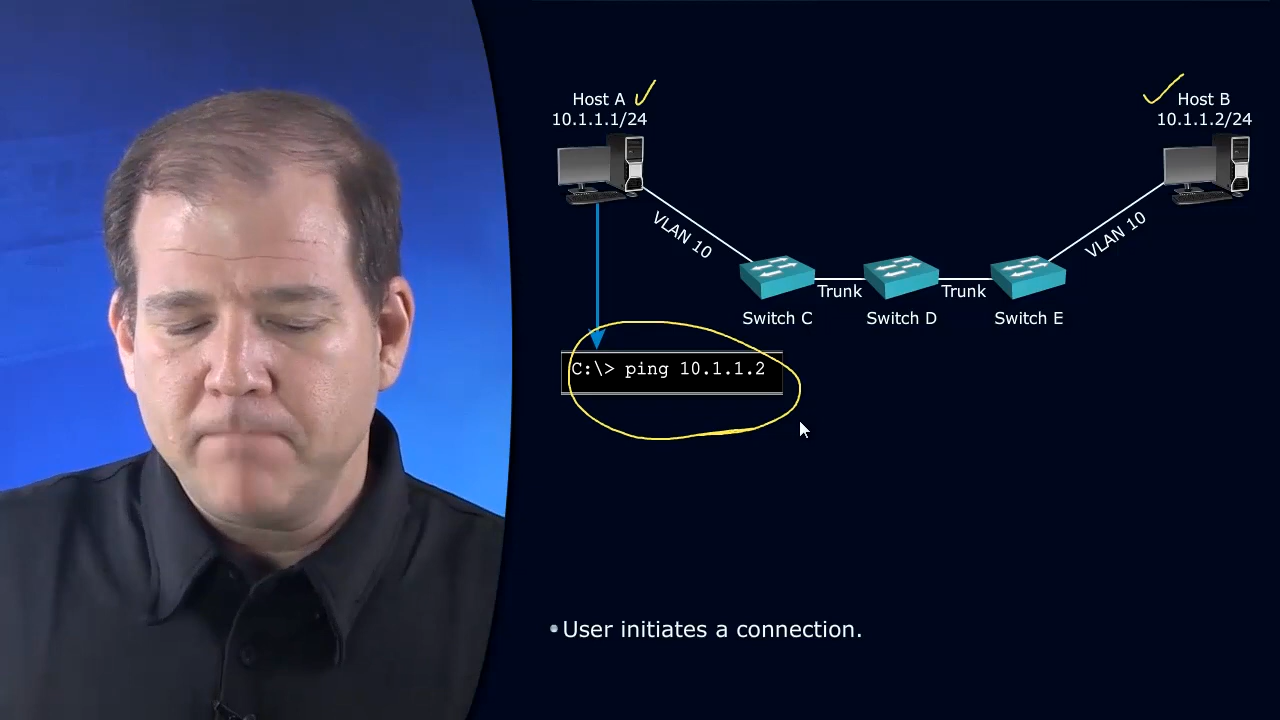 Host A
10.1.1.1/24
Host B
10.1.1.2/24
VLAN 10
VLAN 10
Trunk
Trunk
Switch C
Switch D
Switch E
C:\> ping 10.1.1.2
User initiates a connection.